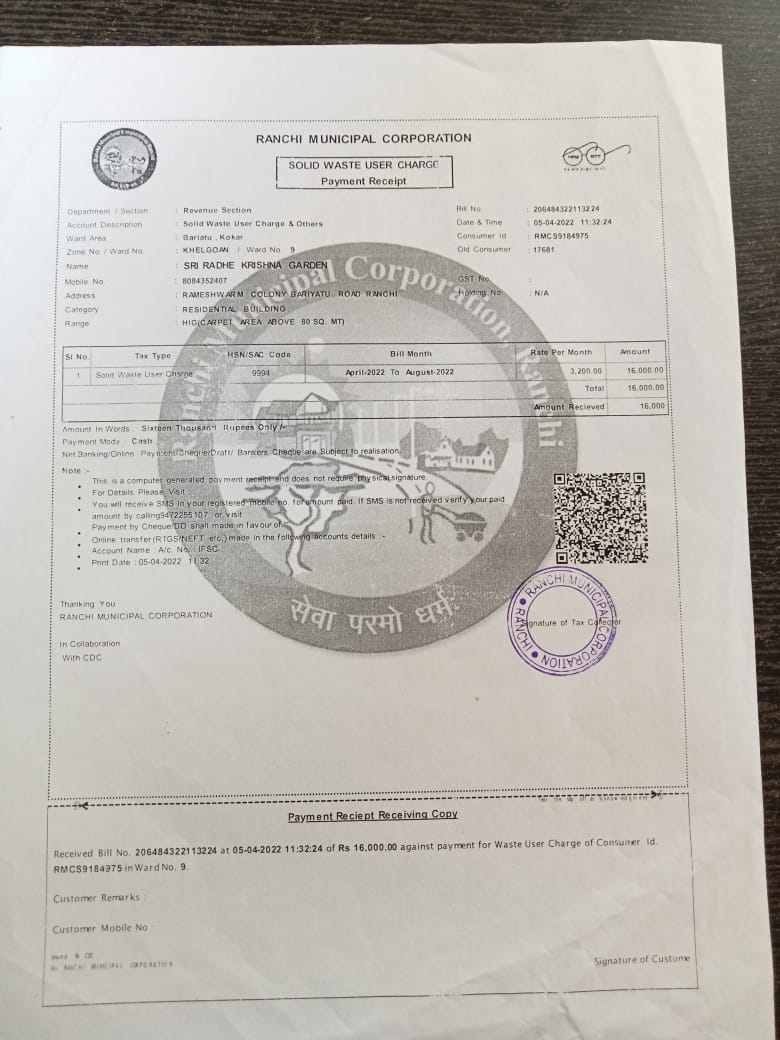 RANCHI MUNICIPAL CORPORATION
SOLID WASTE USER CHARGE
Payment Receipt
Department / Section : Revenue Section
Bill No. : 206484322113224
Account Description : Solid Waste User Charge & Others
Date & Time : 05-04-2022 11:32:24
Ward Area : Bariatu , Kokar
Consumer Id : RMCS9184975
Zone No. / Ward No. : KHELGOAN / Ward No. 9
Old Consumer : 17681
Name : SRI RADHE KRISHNA GARDEN
Mobile No. : 8084352407
GST No. :
Address : RAMESHWARM COLONY BARIYATU ROAD RANCHI
Holding No : N/A
Category : RESIDENTIAL BUILDING
Range : HIG(CARPET AREA ABOVE 80 SQ. MT)
Sl No. Tax Type HSN/SAC Code Bill Month Rate Per Month Amount
1 Solid Waste User Charge 9994 April-2022 To August-2022 3,200.00 16,000.00
Total 16,000.00
Amount Recieved 16,000
Amount In Words : Sixteen Thousand Rupees Only /-
Payment Mode : Cash
Net Banking/Online Payment/Cheque/Draft/ Bankers Cheque are Subject to realisation.
Note :-
• This is a computer generated payment receipt and does not require physical signature.
• For Details Please Visit :
• You will receive SMS in your registered mobile no. for amount paid. If SMS is not received verify your paid
amount by calling9472255107 or visit
• Payment by Cheque/DD shall made in favour of
• Online transfer(RTGS/NEFT etc.) made in the following accounts details :-
• Account Name A/c No. IFSC :
• Print Date : 05-04-2022 11:32
Thanking You
RANCHI MUNICIPAL CORPORATION
In Collaboration
With CDC
Signature of Tax Collector
RANCHI MUNICIPAL CORPORATION
RANCHI
Ranchi Municipal Corporation, Ranchi
सेवा परमो धर्म:
Payment Reciept Receiving Copy
Received Bill No. 206484322113224 at 05-04-2022 11:32:24 of Rs 16,000.00 against payment for Waste User Charge of Consumer Id.
RMCS9184975 in Ward No. 9.
Customer Remarks :
Customer Mobile No
RANCHI MUNICIPAL CORPORATION
Signature of Custome